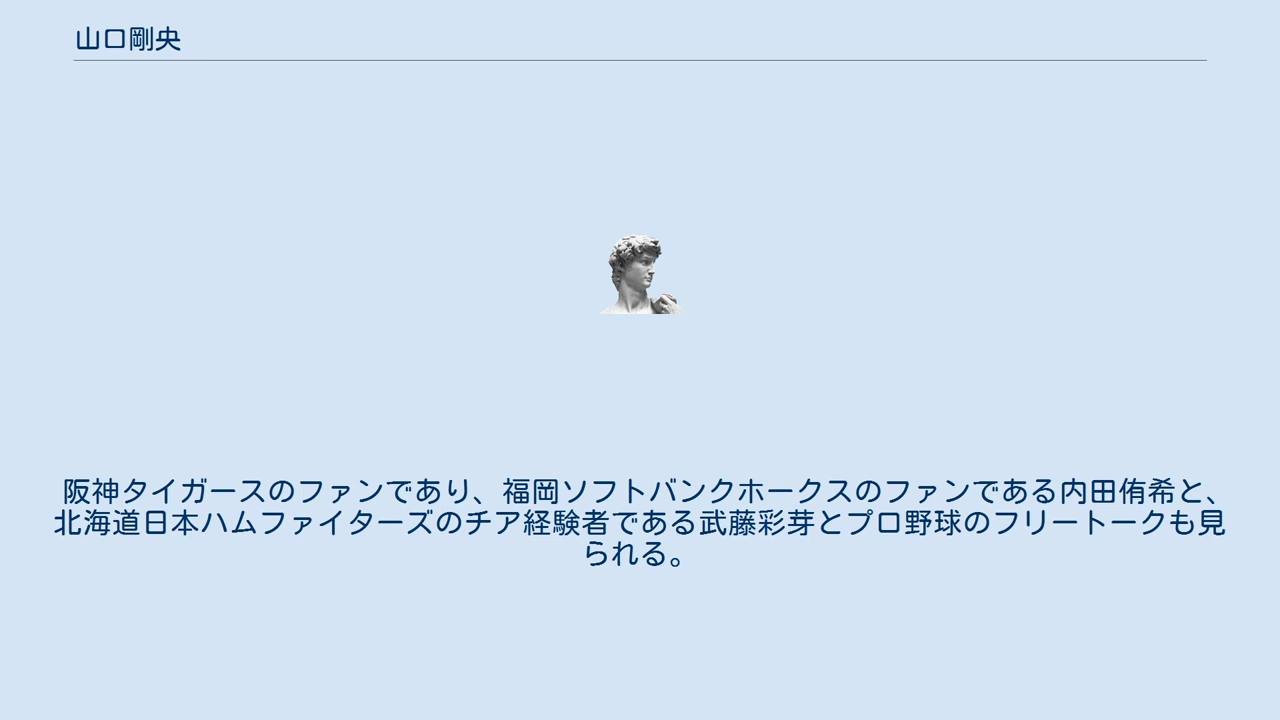 山口剛央
阪神タイガースのファンであり、福岡ソフトバンクホークスのファンである内田侑希と、
北海道日本ハムファイターズのチア経験者である武藤彩芽とプロ野球のフリートークも見
られる。